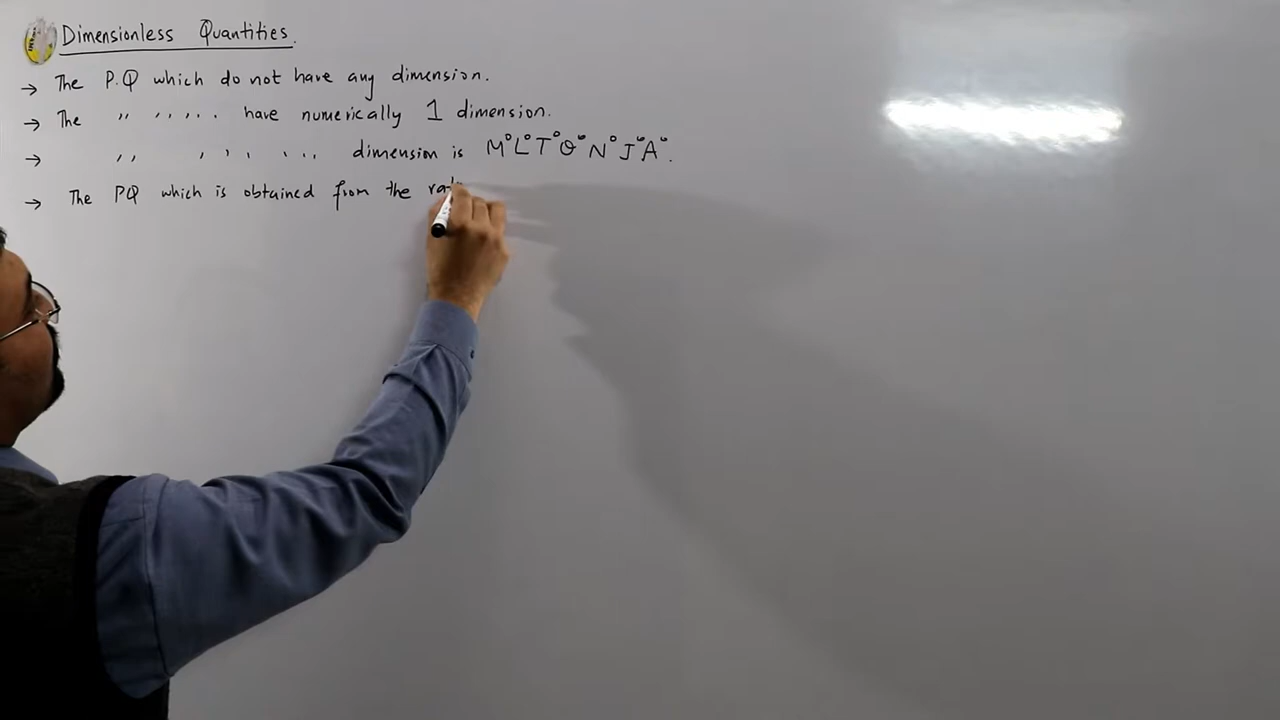 Dimensionless Quantities.
→ The P.Q which do not have any dimension.
→ The " ' ' ' ' ' have numerically 1 dimension.
→ " ' ' ' ' ' ' dimension is M⁰L⁰T⁰θ⁰N⁰J⁰A⁰.
→ The PQ which is obtained from the